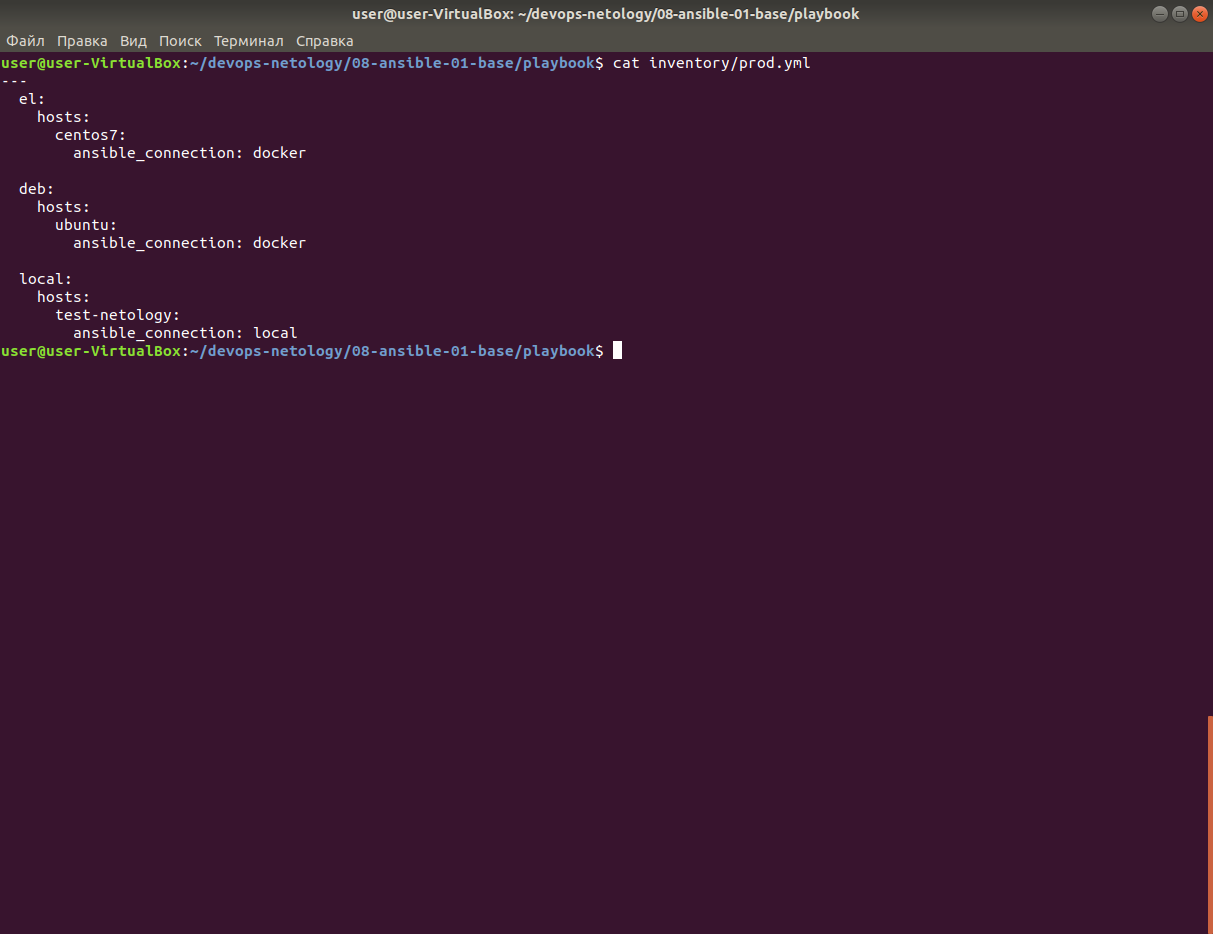 user@user-VirtualBox: ~/devops-netology/08-ansible-01-base/playbook
Файл Правка Вид Поиск Терминал Справка
user@user-VirtualBox:~/devops-netology/08-ansible-01-base/playbook$ cat inventory/prod.yml
---
  el:
    hosts:
      centos7:
        ansible_connection: docker

  deb:
    hosts:
      ubuntu:
        ansible_connection: docker

  local:
    hosts:
      test-netology:
        ansible_connection: local
user@user-VirtualBox:~/devops-netology/08-ansible-01-base/playbook$